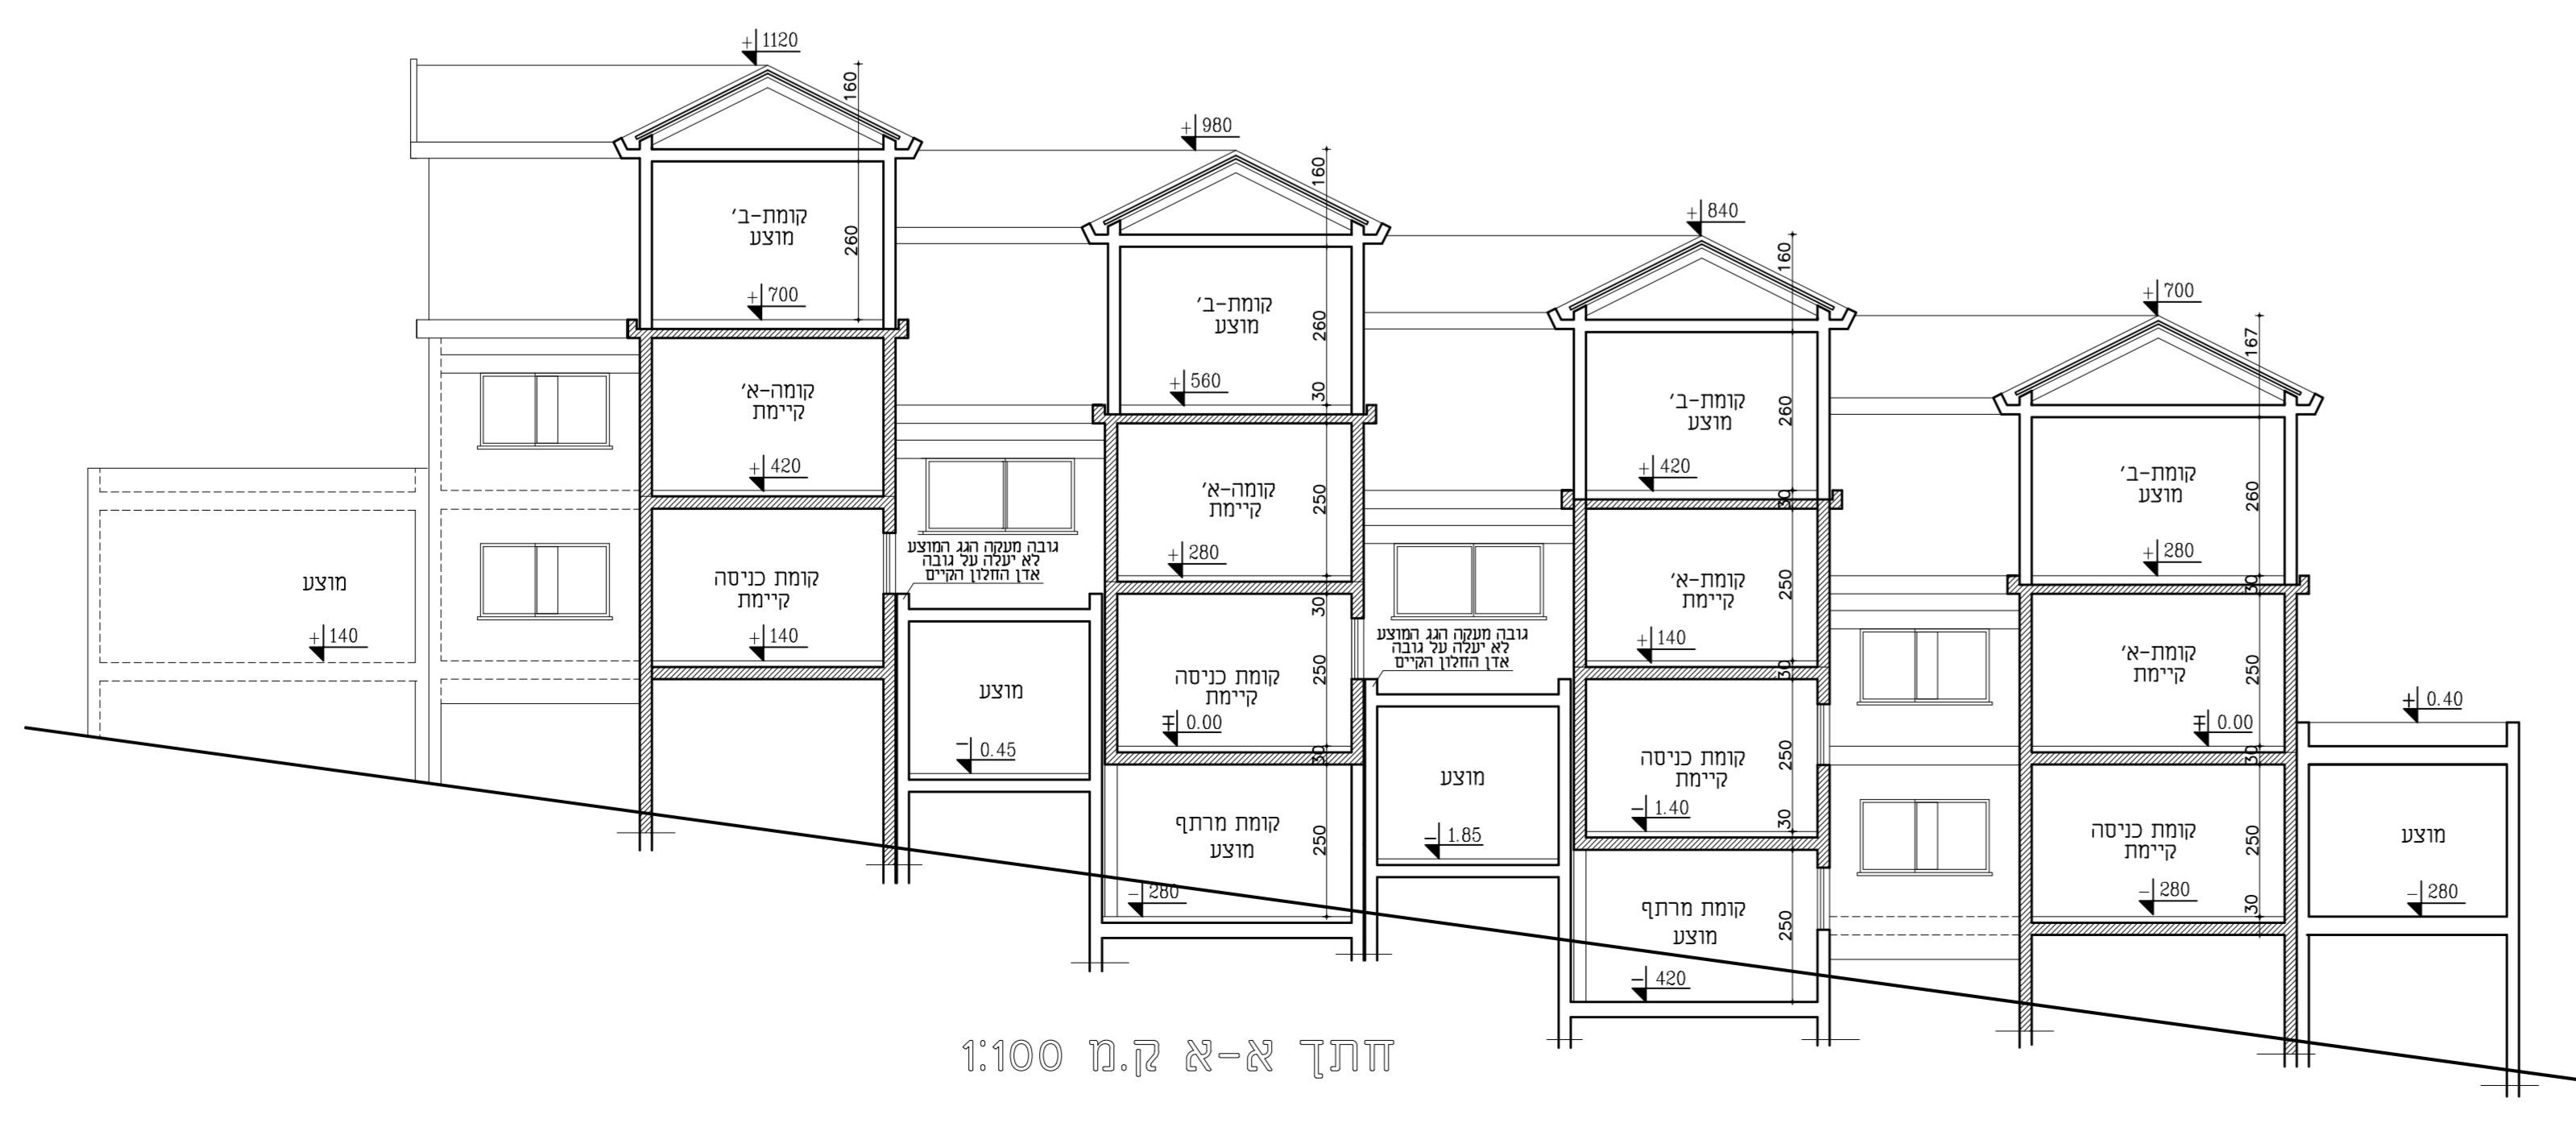 +1120
160
קומת-ב'
מוצע
260
+700
קומה-א'
קיימת
+420
קומת כניסה
קיימת
+140
מוצע
+140
+980
160
קומת-ב'
מוצע
260
+560
30
קומה-א'
קיימת
250
+280
30
קומת כניסה
קיימת
250
∓ 0.00
30
קומת מרתף
מוצע
250
-280
גובה מעקה הגג המוצע
לא יעלה על גובה
אדן החלון הקיים
מוצע
- 0.45
+840
160
קומת-ב'
מוצע
260
+420
30
קומת-א'
קיימת
250
+140
30
קומת כניסה
קיימת
250
- 1.40
30
קומת מרתף
מוצע
250
-420
גובה מעקה הגג המוצע
לא יעלה על גובה
אדן החלון הקיים
מוצע
- 1.85
+700
167
קומת-ב'
מוצע
260
+280
30
קומת-א'
קיימת
250
∓ 0.00
30
קומת כניסה
קיימת
250
-280
30
+ 0.40
מוצע
-280
חתך א-א ק.מ 1:100